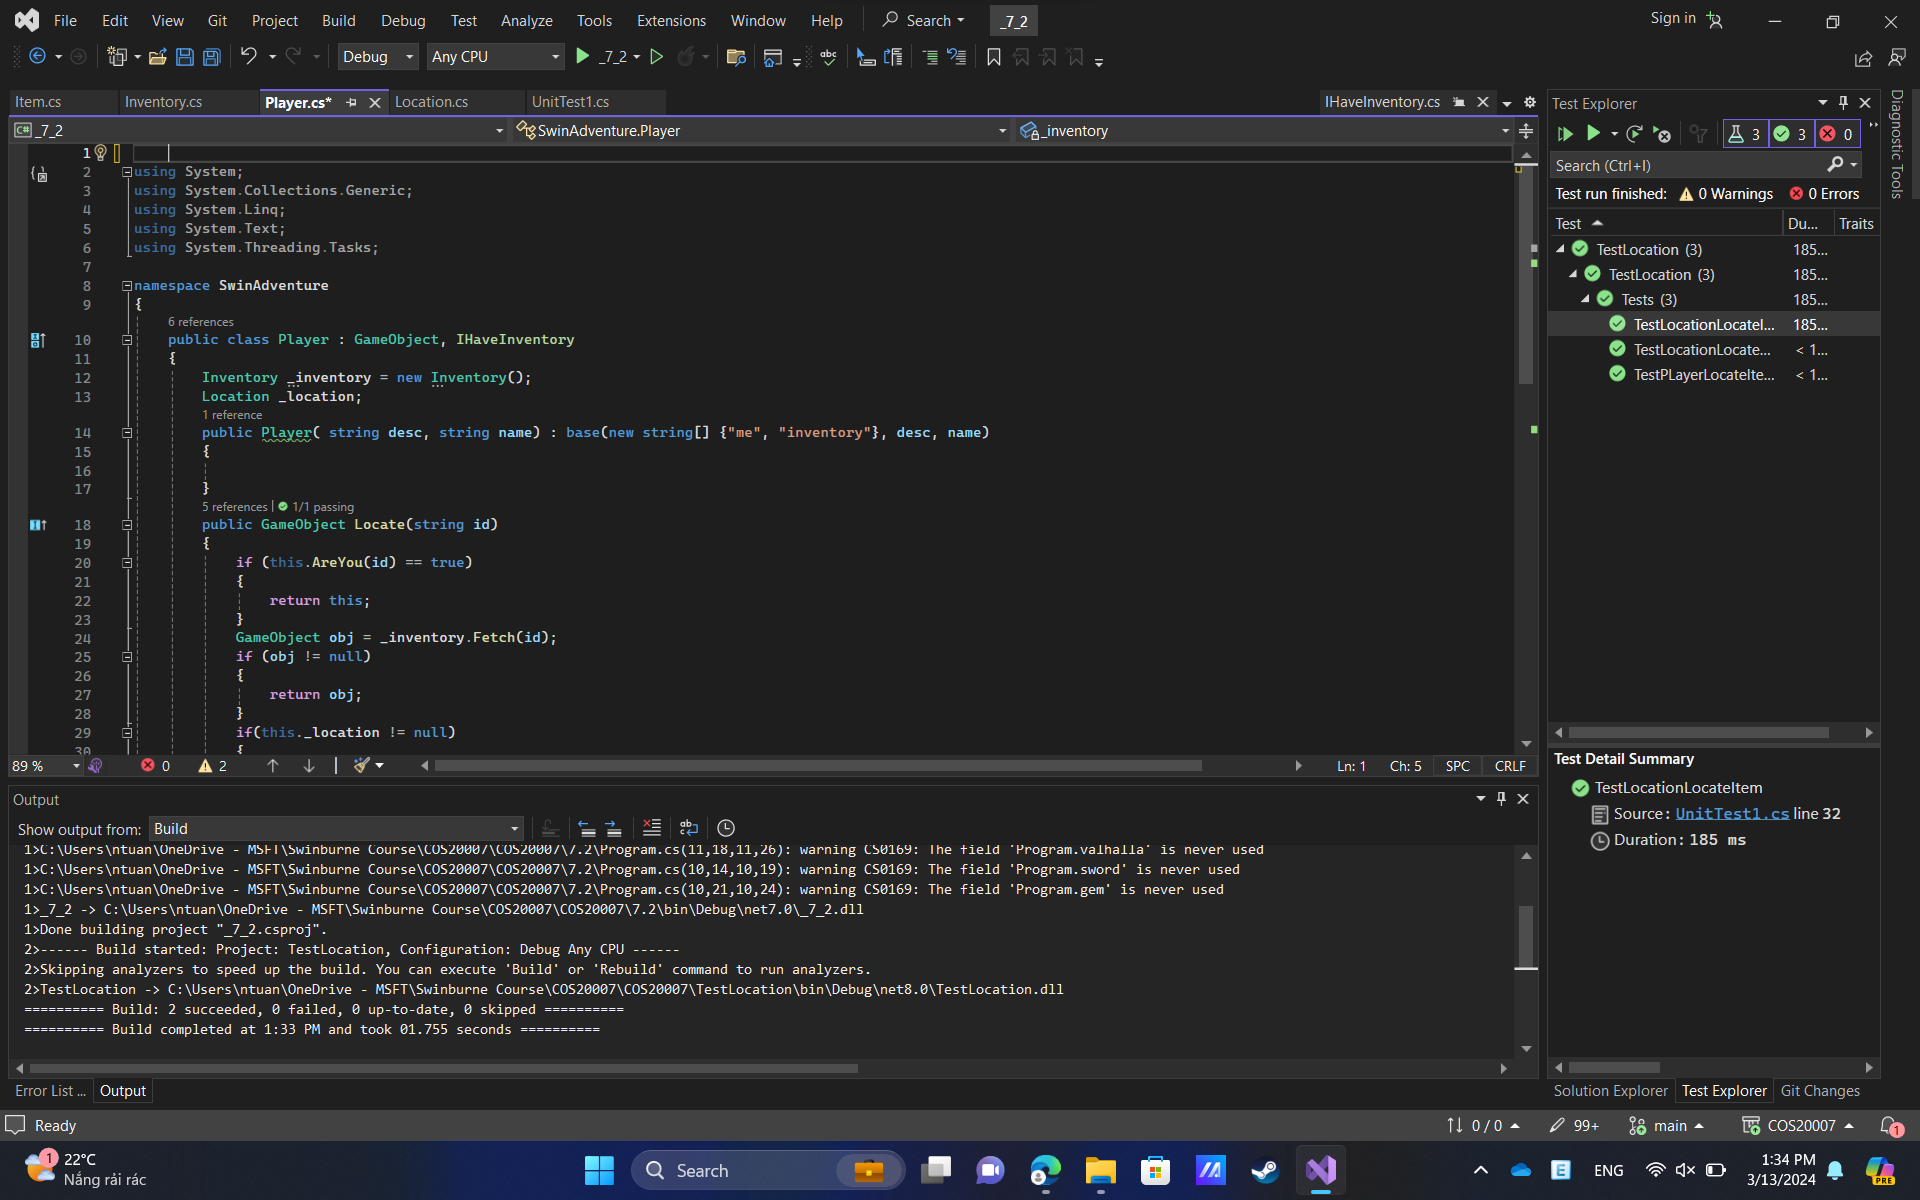 File Edit View Git Project Build Debug Test Analyze Tools Extensions Window Help Search _7_2 Sign in
Debug Any CPU _7_2
Item.cs Inventory.cs Player.cs* Location.cs UnitTest1.cs IHaveInventory.cs
_7_2 SwinAdventure.Player _inventory
1
2 using System;
3 using System.Collections.Generic;
4 using System.Linq;
5 using System.Text;
6 using System.Threading.Tasks;
7
8 namespace SwinAdventure
9 {
6 references
10 public class Player : GameObject, IHaveInventory
11 {
12 Inventory _inventory = new Inventory();
13 Location _location;
1 reference
14 public Player( string desc, string name) : base(new string[] {"me", "inventory"}, desc, name)
15 {
16
17 }
5 references | 1/1 passing
18 public GameObject Locate(string id)
19 {
20 if (this.AreYou(id) == true)
21 {
22 return this;
23 }
24 GameObject obj = _inventory.Fetch(id);
25 if (obj != null)
26 {
27 return obj;
28 }
29 if(this._location != null)
30 {
89 % 0 2 Ln: 1 Ch: 5 SPC CRLF
Output
Show output from: Build
1>C:\Users\ntuan\OneDrive - MSFT\Swinburne Course\COS20007\COS20007\7.2\Program.cs(11,18,11,26): warning CS0169: The field 'Program.valhalla' is never used
1>C:\Users\ntuan\OneDrive - MSFT\Swinburne Course\COS20007\COS20007\7.2\Program.cs(10,14,10,19): warning CS0169: The field 'Program.sword' is never used
1>C:\Users\ntuan\OneDrive - MSFT\Swinburne Course\COS20007\COS20007\7.2\Program.cs(10,21,10,24): warning CS0169: The field 'Program.gem' is never used
1>_7_2 -> C:\Users\ntuan\OneDrive - MSFT\Swinburne Course\COS20007\COS20007\7.2\bin\Debug\net7.0\_7_2.dll
1>Done building project "_7_2.csproj".
2>------ Build started: Project: TestLocation, Configuration: Debug Any CPU ------
2>Skipping analyzers to speed up the build. You can execute 'Build' or 'Rebuild' command to run analyzers.
2>TestLocation -> C:\Users\ntuan\OneDrive - MSFT\Swinburne Course\COS20007\COS20007\TestLocation\bin\Debug\net8.0\TestLocation.dll
========== Build: 2 succeeded, 0 failed, 0 up-to-date, 0 skipped ==========
========== Build completed at 1:33 PM and took 01.755 seconds ==========
Error List ... Output
Test Explorer
3 3 0
Search (Ctrl+I)
Test run finished: 0 Warnings 0 Errors
Test Du... Traits
TestLocation (3) 185...
TestLocation (3) 185...
Tests (3) 185...
TestLocationLocateI... 185...
TestLocationLocate... < 1...
TestPLayerLocateIte... < 1...
Test Detail Summary
TestLocationLocateItem
Source: UnitTest1.cs line 32
Duration: 185 ms
Solution Explorer Test Explorer Git Changes
Diagnostic Tools
Ready 0 / 0 99+ main COS20007 1
1 22°C
Nắng rải rác
Search
ENG
1:34 PM
3/13/2024
PRE